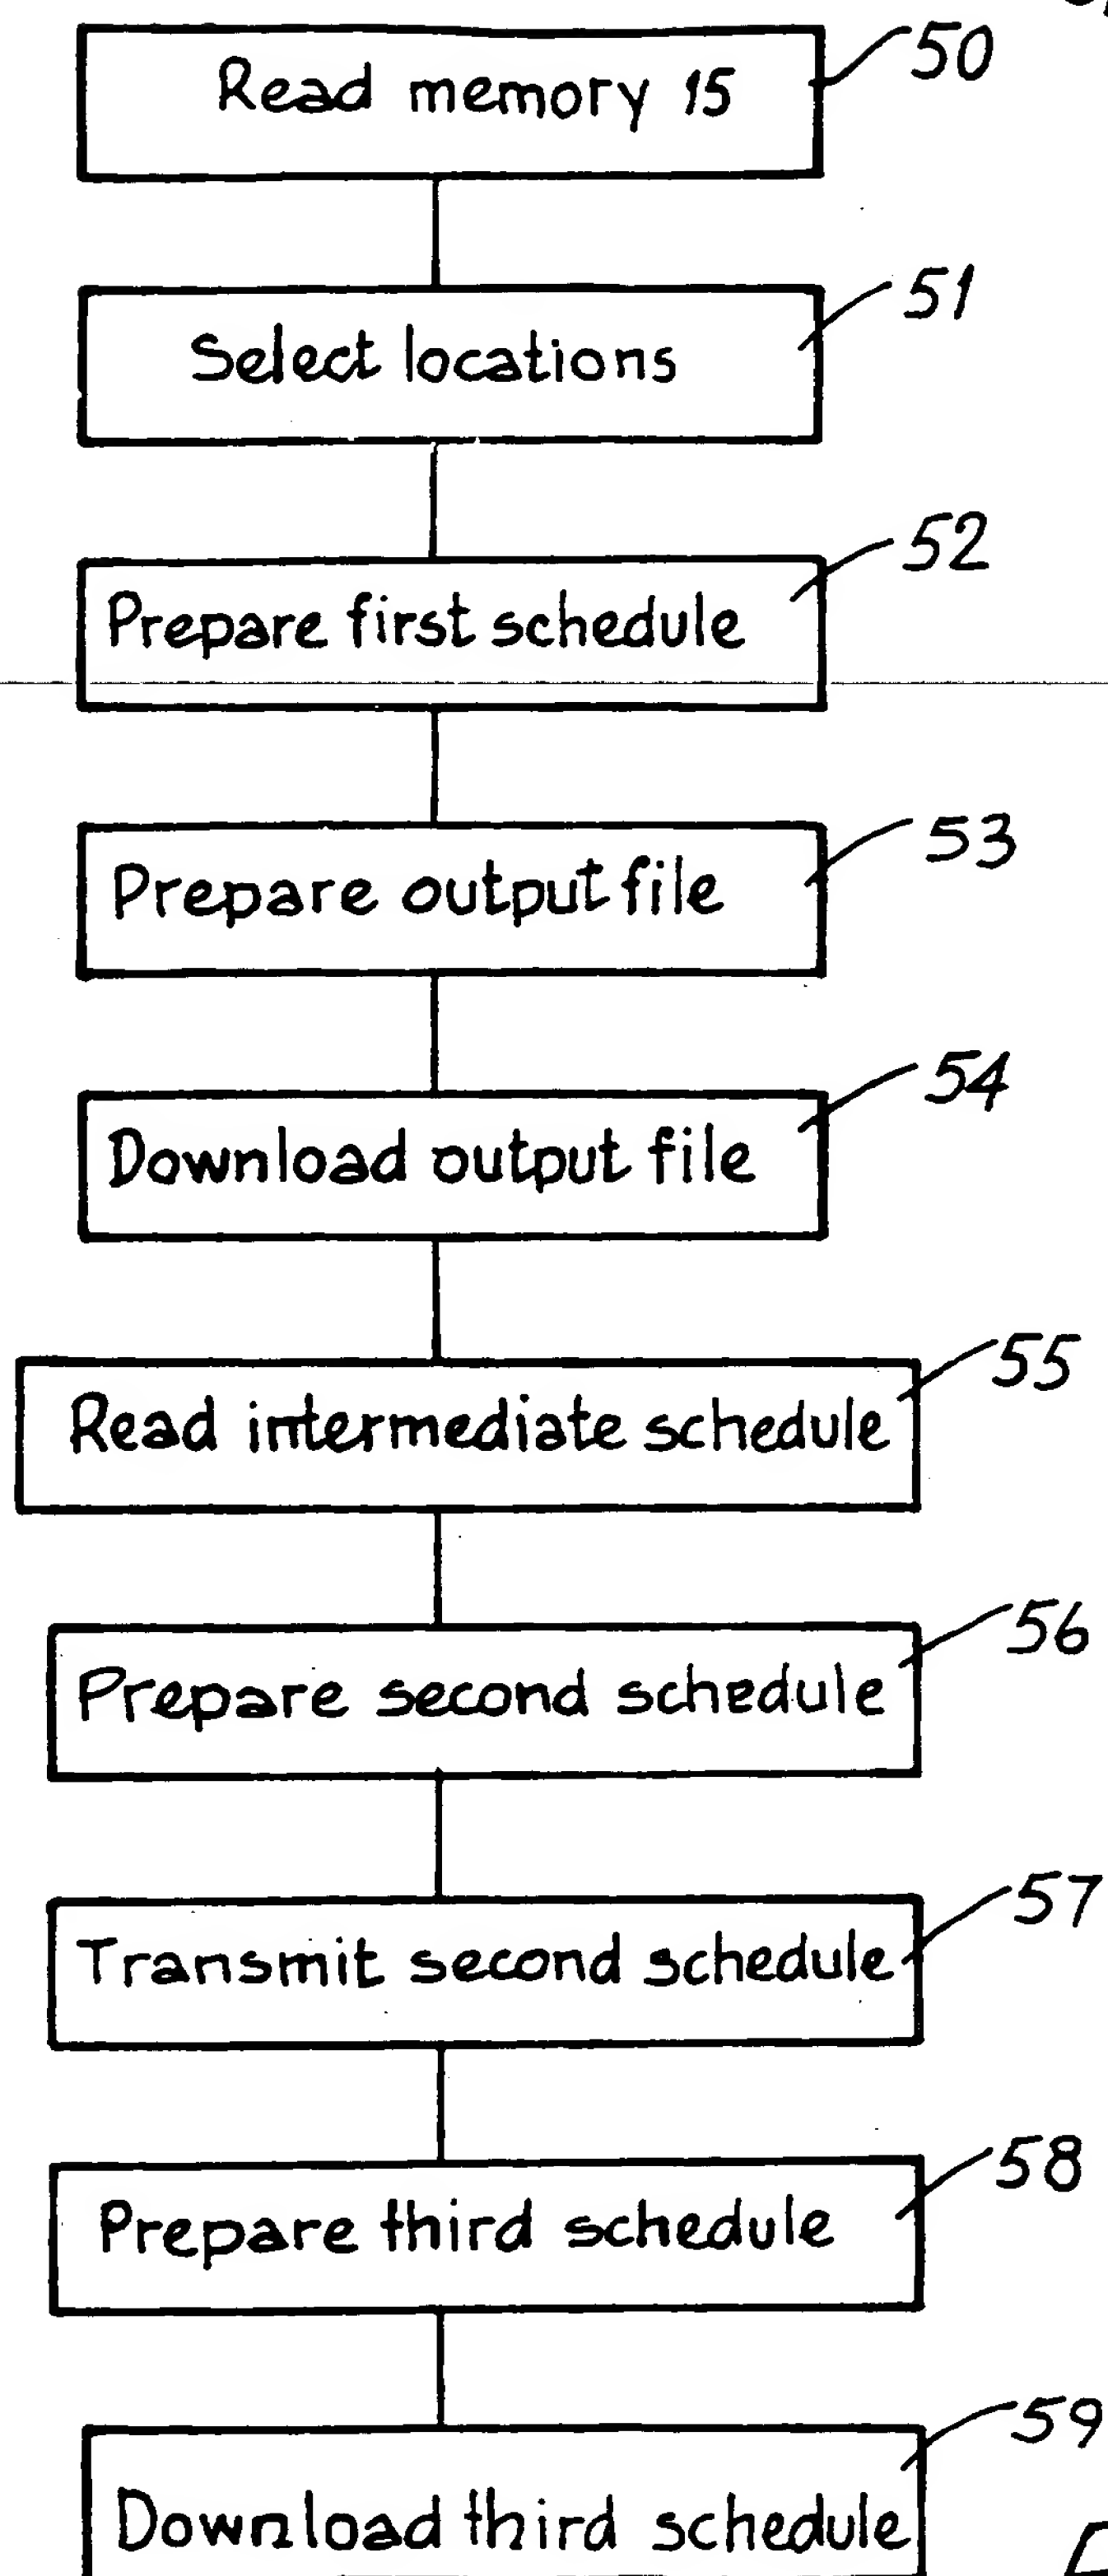 Read memory 15
50
Select locations
51
Prepare first schedule
52
Prepare output file
53
Download output file
54
Read intermediate schedule
55
Prepare second schedule
56
Transmit second schedule
57
Prepare third schedule
58
Download third schedule
59